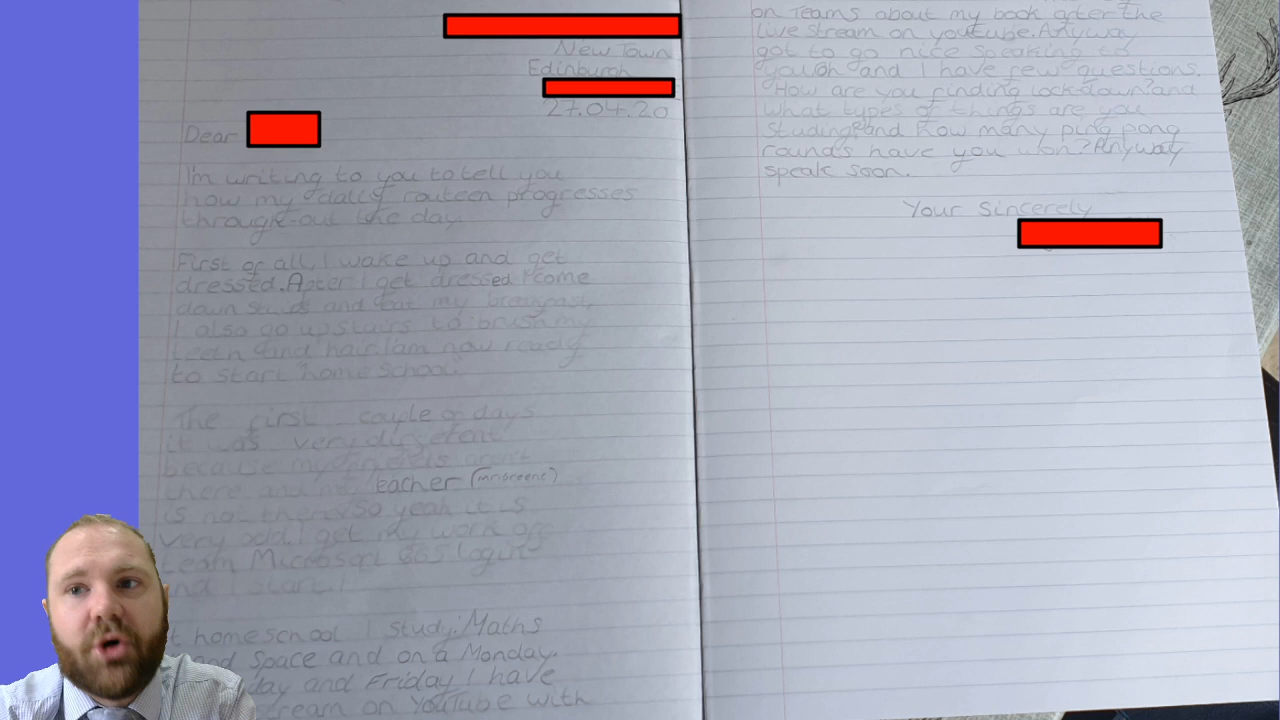 New Town
Edinburgh
27.04.20
Dear
I'm writing to you to tell you
how my daily routeen progresses
through-out the day.
First of all, I wake up and get
dressed. After I get dressed I come
down and eat my
I also go upstairs to brush my
teeth and hair. I am now ready
to start home school.
The first couple of days
it was very
because my aren't
there and my teacher (mr.greene)
is not there. So yeah it is
very odd. I get my work off
team Microsoft 365 login
and I start.
t homeschool I study: Maths
and Space and on a Monday,
day and Friday I have
stream on YouTube with
on Teams about my book after the
live stream on youtube. Anyway
got to go nice speaking to
you. Oh and I have few questions.
How are you finding lockdown? and
what types of things are you
studing? and how many ping pong
rounds have you won? Anyway
speak soon.
Your Sincerely